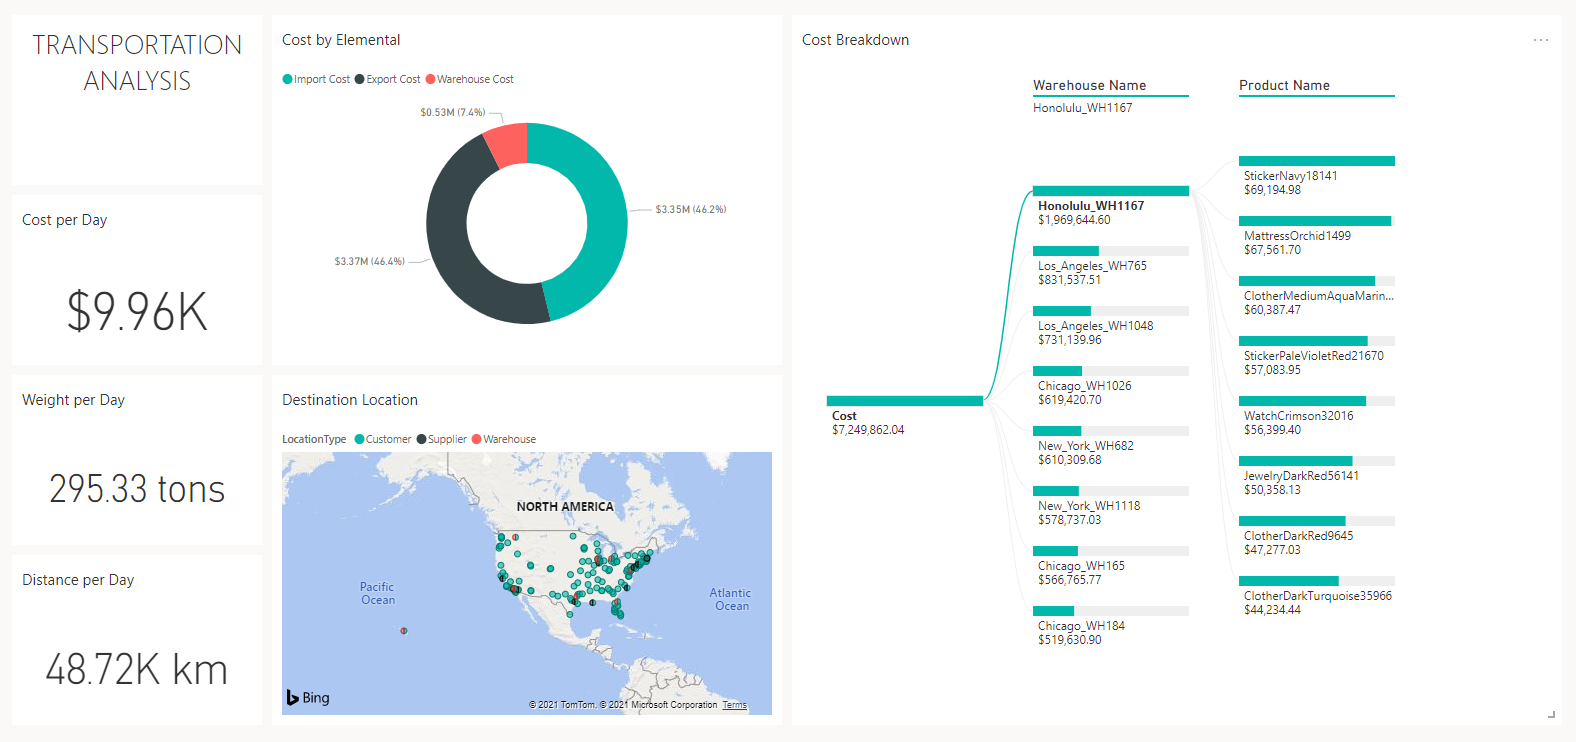 TRANSPORTATION
ANALYSIS
Cost per Day
$9.96K
Weight per Day
295.33 tons
Distance per Day
48.72K km
Cost by Elemental
Import Cost Export Cost Warehouse Cost
$0.53M (7.4%)
$3.35M (46.2%)
$3.37M (46.4%)
Destination Location
LocationType Customer Supplier Warehouse
NORTH AMERICA
Pacific
Ocean
Atlantic
Ocean
Bing
© 2021 TomTom, © 2021 Microsoft Corporation Terms
Cost Breakdown
Warehouse Name
Honolulu_WH1167
Product Name
Cost
$7,249,862.04
Honolulu_WH1167
$1,969,644.60
Los_Angeles_WH765
$831,537.51
Los_Angeles_WH1048
$731,139.96
Chicago_WH1026
$619,420.70
New_York_WH682
$610,309.68
New_York_WH1118
$578,737.03
Chicago_WH165
$566,765.77
Chicago_WH184
$519,630.90
StickerNavy18141
$69,194.98
MattressOrchid1499
$67,561.70
ClotherMediumAquaMarin...
$60,387.47
StickerPaleVioletRed21670
$57,083.95
WatchCrimson32016
$56,399.40
JewelryDarkRed56141
$50,358.13
ClotherDarkRed9645
$47,277.03
ClotherDarkTurquoise35966
$44,234.44